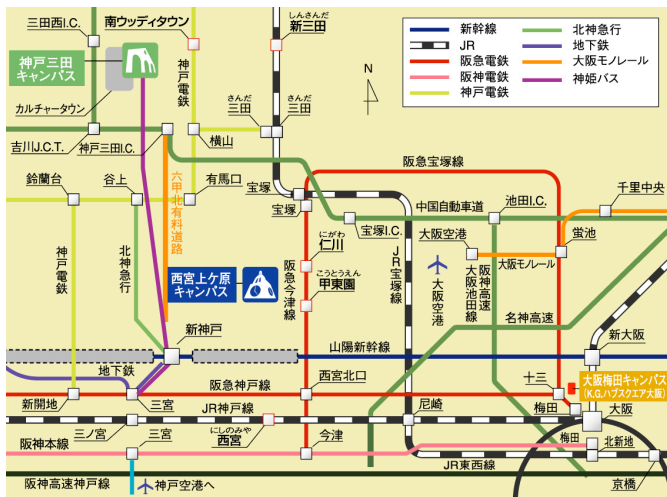 三田西I.C.
南ウッディタウン
しんさんだ
新三田
神戸三田
キャンパス
神戸電鉄
カルチャータウン
新幹線
JR
阪急電鉄
阪神電鉄
神戸電鉄
北神急行
地下鉄
大阪モノレール
神姫バス
N
さんだ
三田
さんだ
三田
吉川J.C.T.
神戸三田I.C.
横山
阪急宝塚線
鈴蘭台
谷上
有馬口
六甲北有料道路
宝塚
宝塚
中国自動車道
池田I.C.
千里中央
宝塚I.C.
大阪空港
蛍池
大阪モノレール
神戸電鉄
北神急行
にがわ
仁川
こうとうえん
甲東園
阪急今津線
JR宝塚線
大阪空港
阪神高速
大阪池田線
西宮上ケ原
キャンパス
名神高速
新神戸
山陽新幹線
新大阪
地下鉄
阪急神戸線
西宮北口
十三
大阪梅田キャンパス
(K.G.ハブスクエア大阪)
新開地
三宮
JR神戸線
尼崎
梅田
大阪
三ノ宮
三宮
にしのみや
西宮
今津
梅田
北新地
阪神本線
JR東西線
京橋
阪神高速神戸線
神戸空港へ